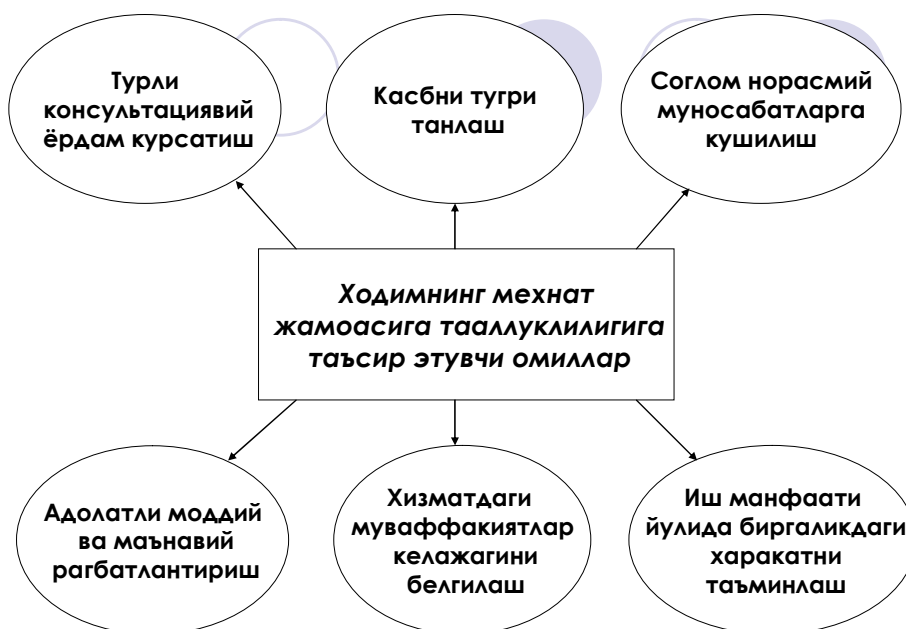 Турли
консультациявий
ёрдам курсатиш
Касбни тугри
танлаш
Соглом норасмий
муносабатларга
кушилиш
Ходимнинг мехнат
жамоасига тааллуклилигига
таъсир этувчи омиллар
Адолатли моддий
ва маънавий
рагбатлантириш
Хизматдаги
муваффакиятлар
келажагини
белгилаш
Иш манфаати
йулида биргаликдаги
харакатни
таъминлаш